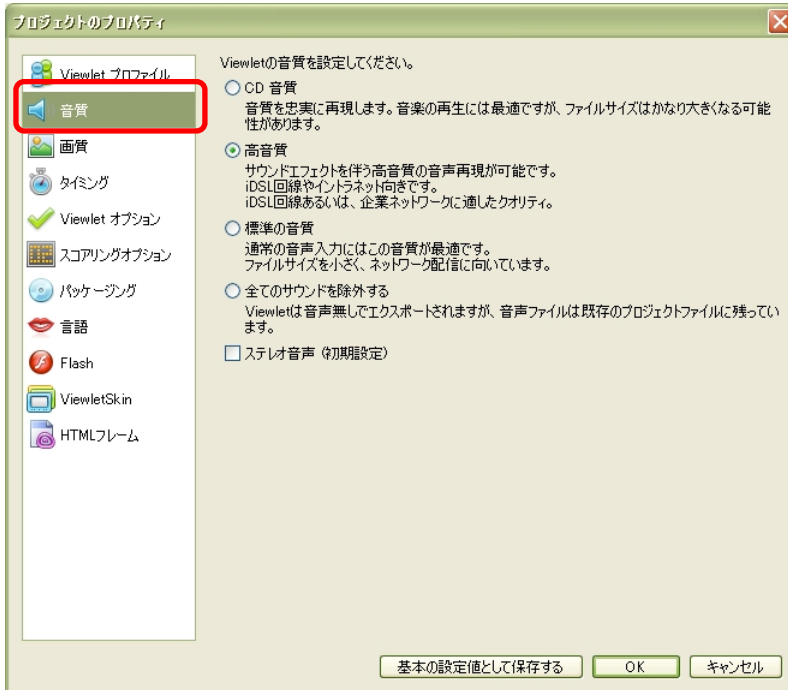 プロジェクトのプロパティ
Viewlet プロファイル
音質
画質
タイミング
Viewlet オプション
スコアリングオプション
パッケージング
言語
Flash
ViewletSkin
HTMLフレーム
Viewletの音質を設定してください。
CD 音質
音質を忠実に再現します。音楽の再生には最適ですが、ファイルサイズはかなり大きくなる可能
性があります。
高音質
サウンドエフェクトを伴う高音質の音声再現が可能です。
iDSL回線やイントラネット向きです。
iDSL回線あるいは、企業ネットワークに適したクオリティ。
標準の音質
通常の音声入力にはこの音質が最適です。
ファイルサイズを小さく、ネットワーク配信に向いています。
全てのサウンドを除外する
Viewletは音声無しでエクスポートされますが、音声ファイルは既存のプロジェクトファイルに残ってい
ます。
ステレオ音声（初期設定）
基本の設定値として保存する
OK
キャンセル